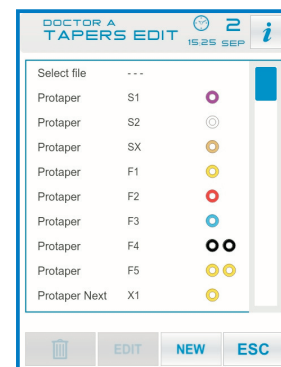 DOCTOR A
TAPERS EDIT
15:25
2
SEP
i
Select file ---
Protaper S1
Protaper S2
Protaper SX
Protaper F1
Protaper F2
Protaper F3
Protaper F4
Protaper F5
Protaper Next X1
EDIT
NEW
ESC